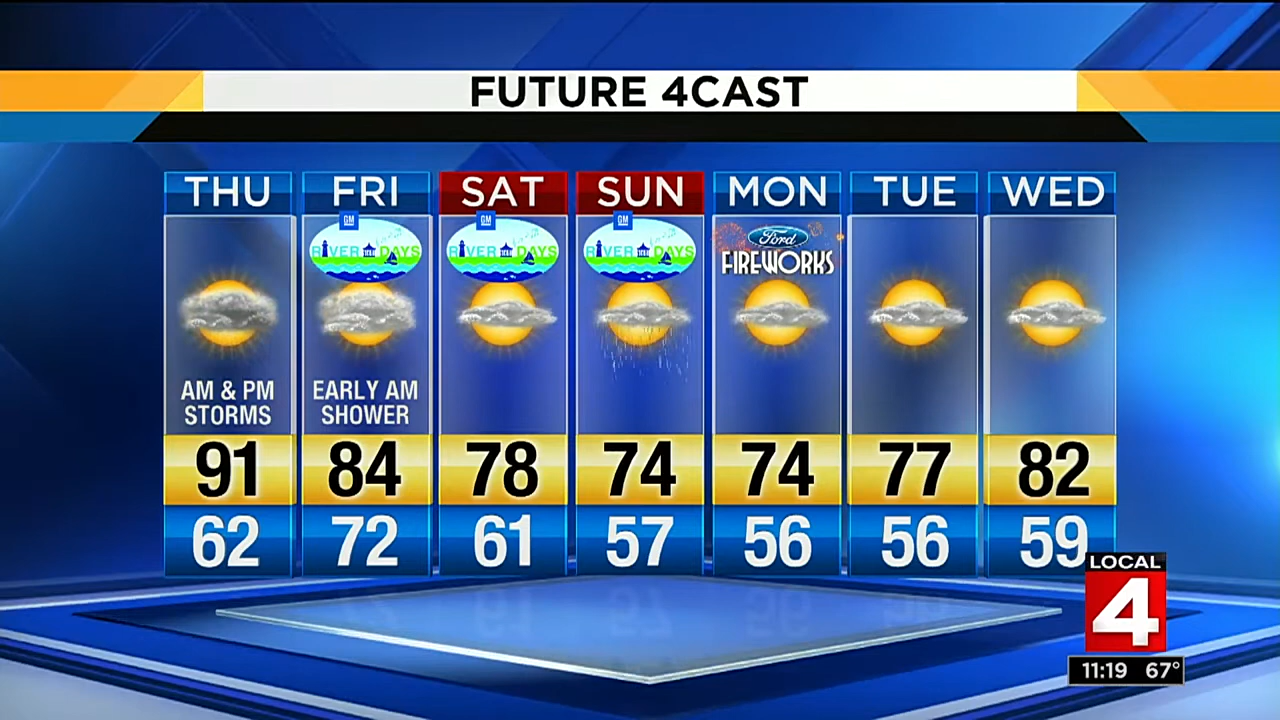 FUTURE 4CAST
THU FRI SAT SUN MON TUE WED
GM GM GM
RIVER DAYS RIVER DAYS RIVER DAYS Ford
FIREWORKS
AM & PM
STORMS
EARLY AM
SHOWER
91 84 78 74 74 77 82
62 72 61 57 56 56 59
LOCAL
4
11:19 67°